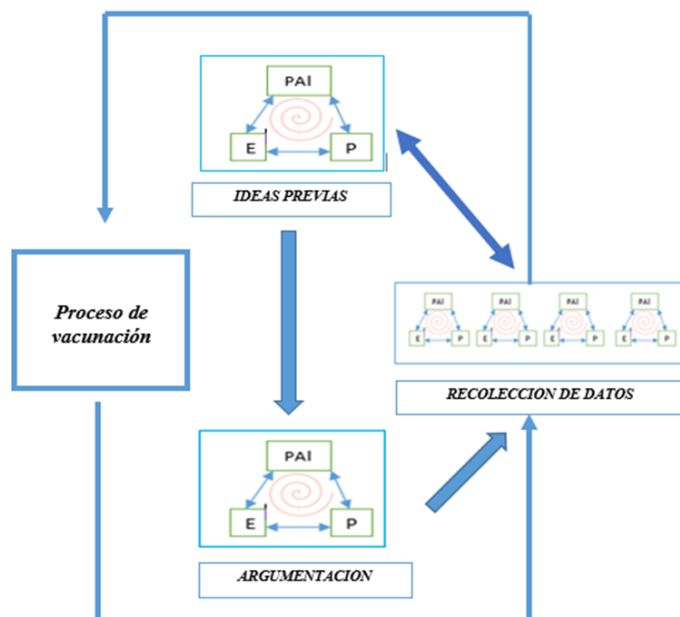 PAI
E P
IDEAS PREVIAS
Proceso de
vacunación
PAI PAI PAI PAI
E P E P E P E P
RECOLECCION DE DATOS
PAI
E P
ARGUMENTACION